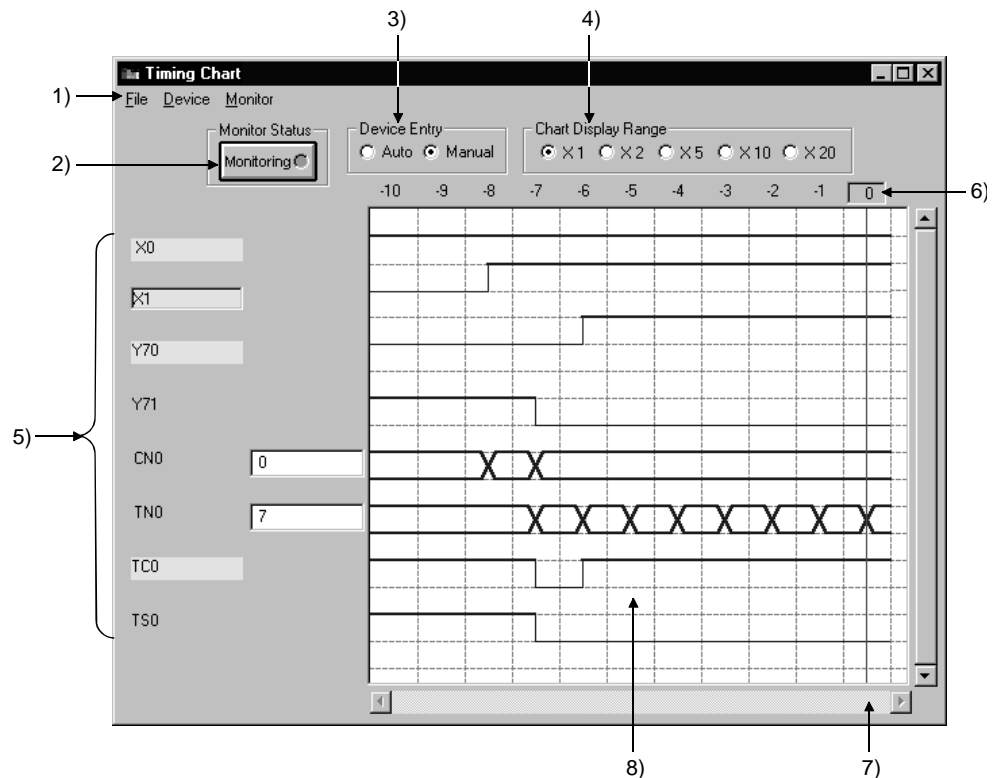 3)
4)
Timing Chart
1)
File Device Monitor
Monitor Status
Device Entry
Chart Display Range
2)
Monitoring
Auto Manual
X1 X2 X5 X10 X20
-10 -9 -8 -7 -6 -5 -4 -3 -2 -1 0
6)
X0
X1
Y70
Y71
5)
CN0 0
TN0 7
TC0
TS0
8)
7)